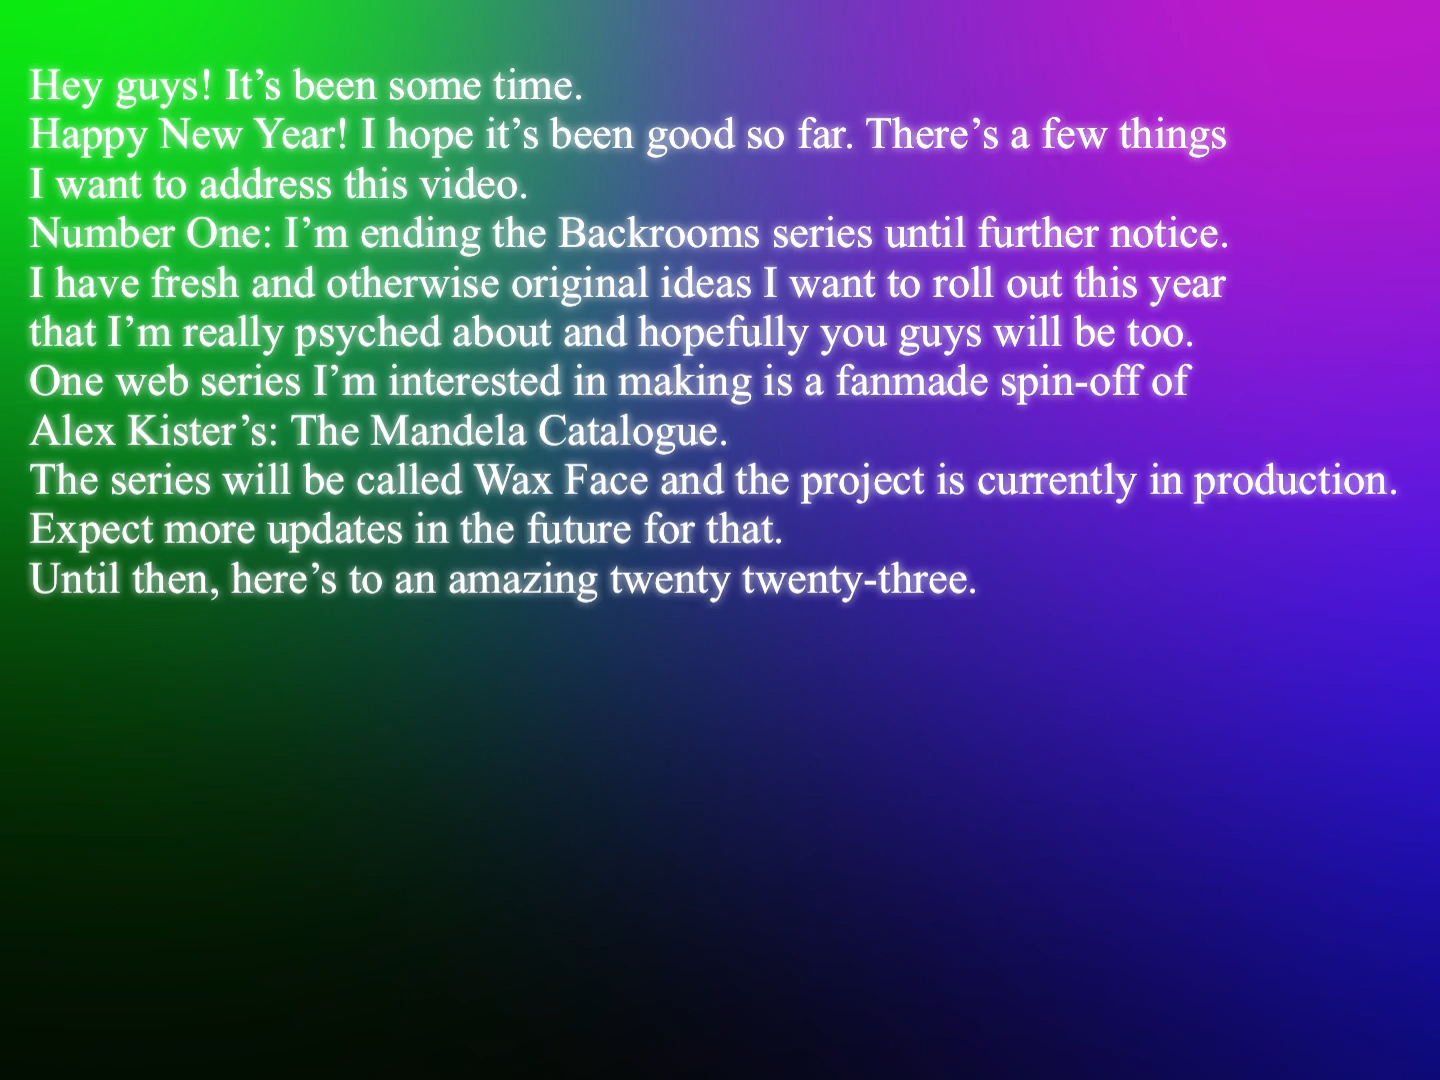 Hey guys! It’s been some time.
Happy New Year! I hope it’s been good so far. There’s a few things
I want to address this video.
Number One: I’m ending the Backrooms series until further notice.
I have fresh and otherwise original ideas I want to roll out this year
that I’m really psyched about and hopefully you guys will be too.
One web series I’m interested in making is a fanmade spin-off of
Alex Kister’s: The Mandela Catalogue.
The series will be called Wax Face and the project is currently in production.
Expect more updates in the future for that.
Until then, here’s to an amazing twenty twenty-three.